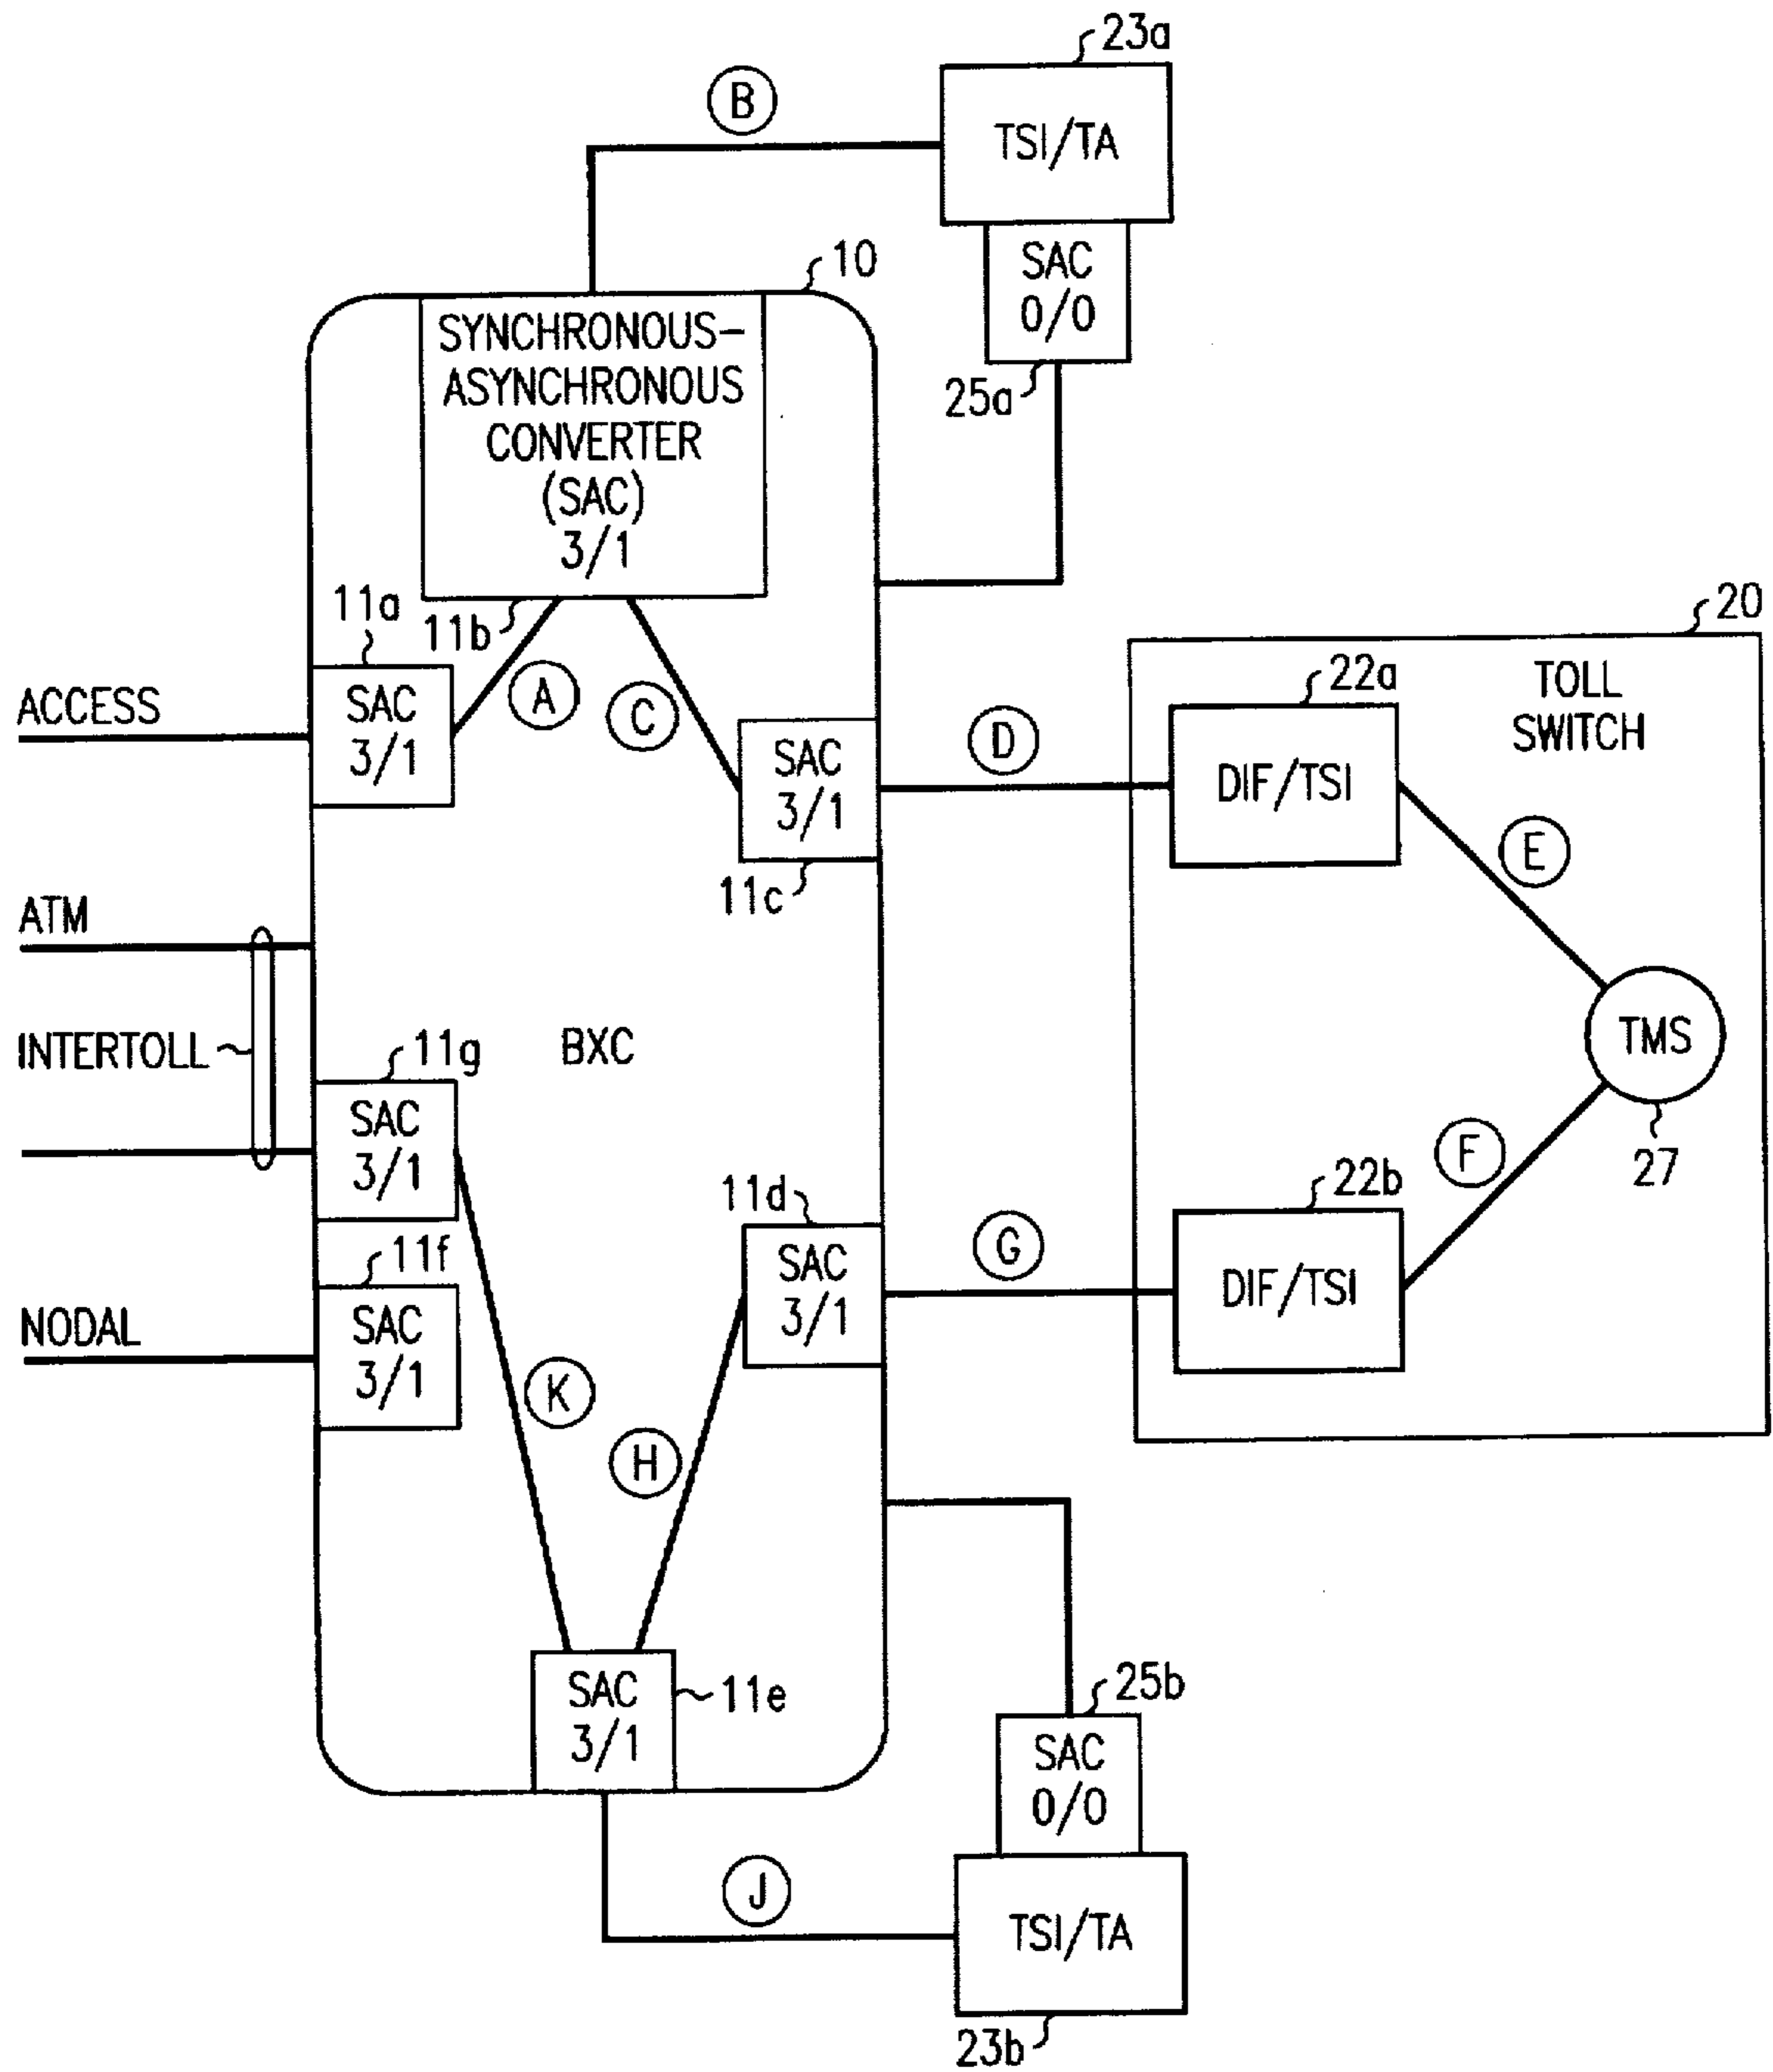 23a
B
TSI/TA
SAC
0/0
25a
10
SYNCHRONOUS-
ASYNCHRONOUS
CONVERTER
(SAC)
3/1
11b
11a
ACCESS
SAC
3/1
A
C
SAC
3/1
11c
D
20
TOLL
SWITCH
22a
DIF/TSI
E
ATM
INTERTOLL
BXC
TMS
27
11g
SAC
3/1
F
11d
SAC
3/1
G
22b
DIF/TSI
11f
NODAL
SAC
3/1
K
H
SAC
3/1
11e
25b
SAC
0/0
J
TSI/TA
23b